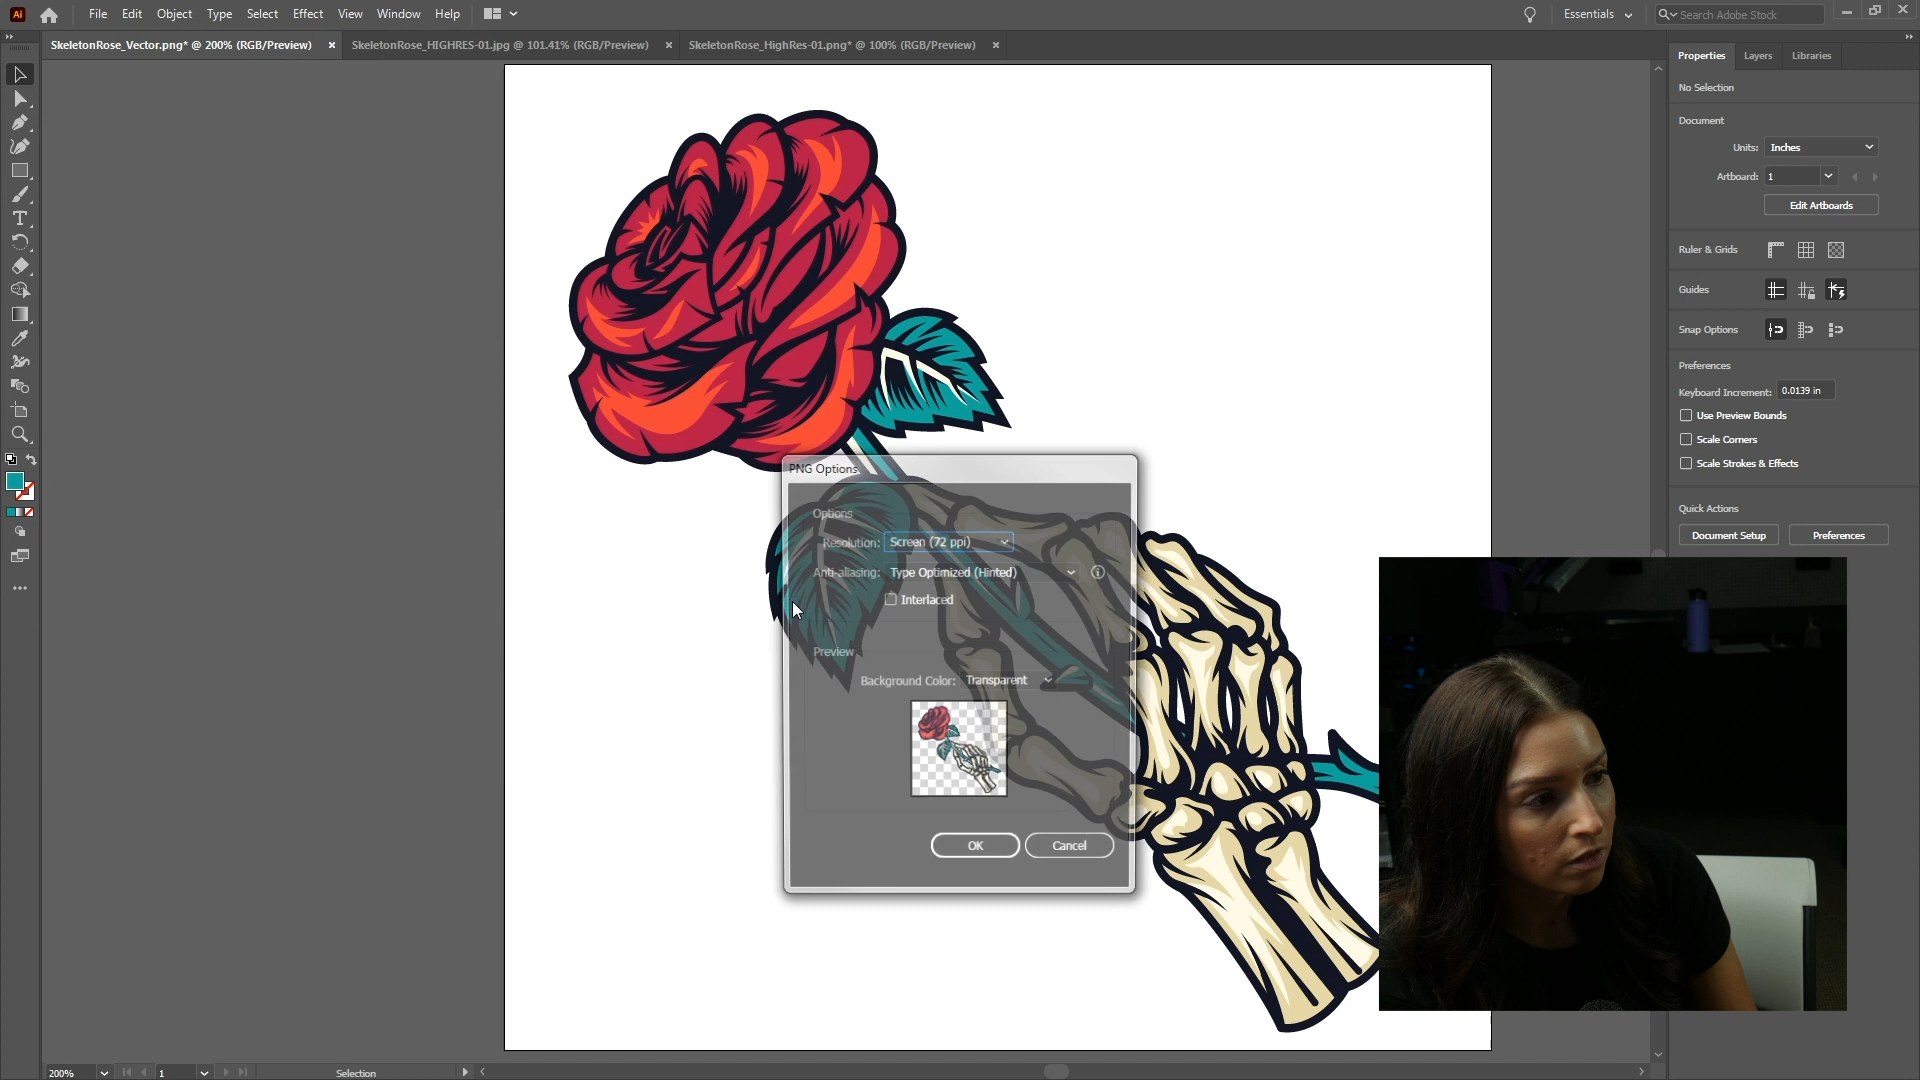 Ai File Edit Object Type Select Effect View Window Help Essentials Search Adobe Stock
SkeletonRose_Vector.png* @ 200% (RGB/Preview) × SkeletonRose_HIGHRES-01.jpg @ 101.41% (RGB/Preview) × SkeletonRose_HighRes-01.png* @ 100% (RGB/Preview) ×
Properties Layers Libraries
No Selection
Document
Units: Inches
Artboard: 1
Edit Artboards
Ruler & Grids
Guides
Snap Options
Preferences
Keyboard Increment: 0.0139 in
Use Preview Bounds
Scale Corners
Scale Strokes & Effects
Quick Actions
Document Setup Preferences
PNG Options
Options
Resolution: Screen (72 ppi)
Anti-aliasing: Type Optimized (Hinted)
Interlaced
Preview
Background Color: Transparent
OK Cancel
200% 1 Selection